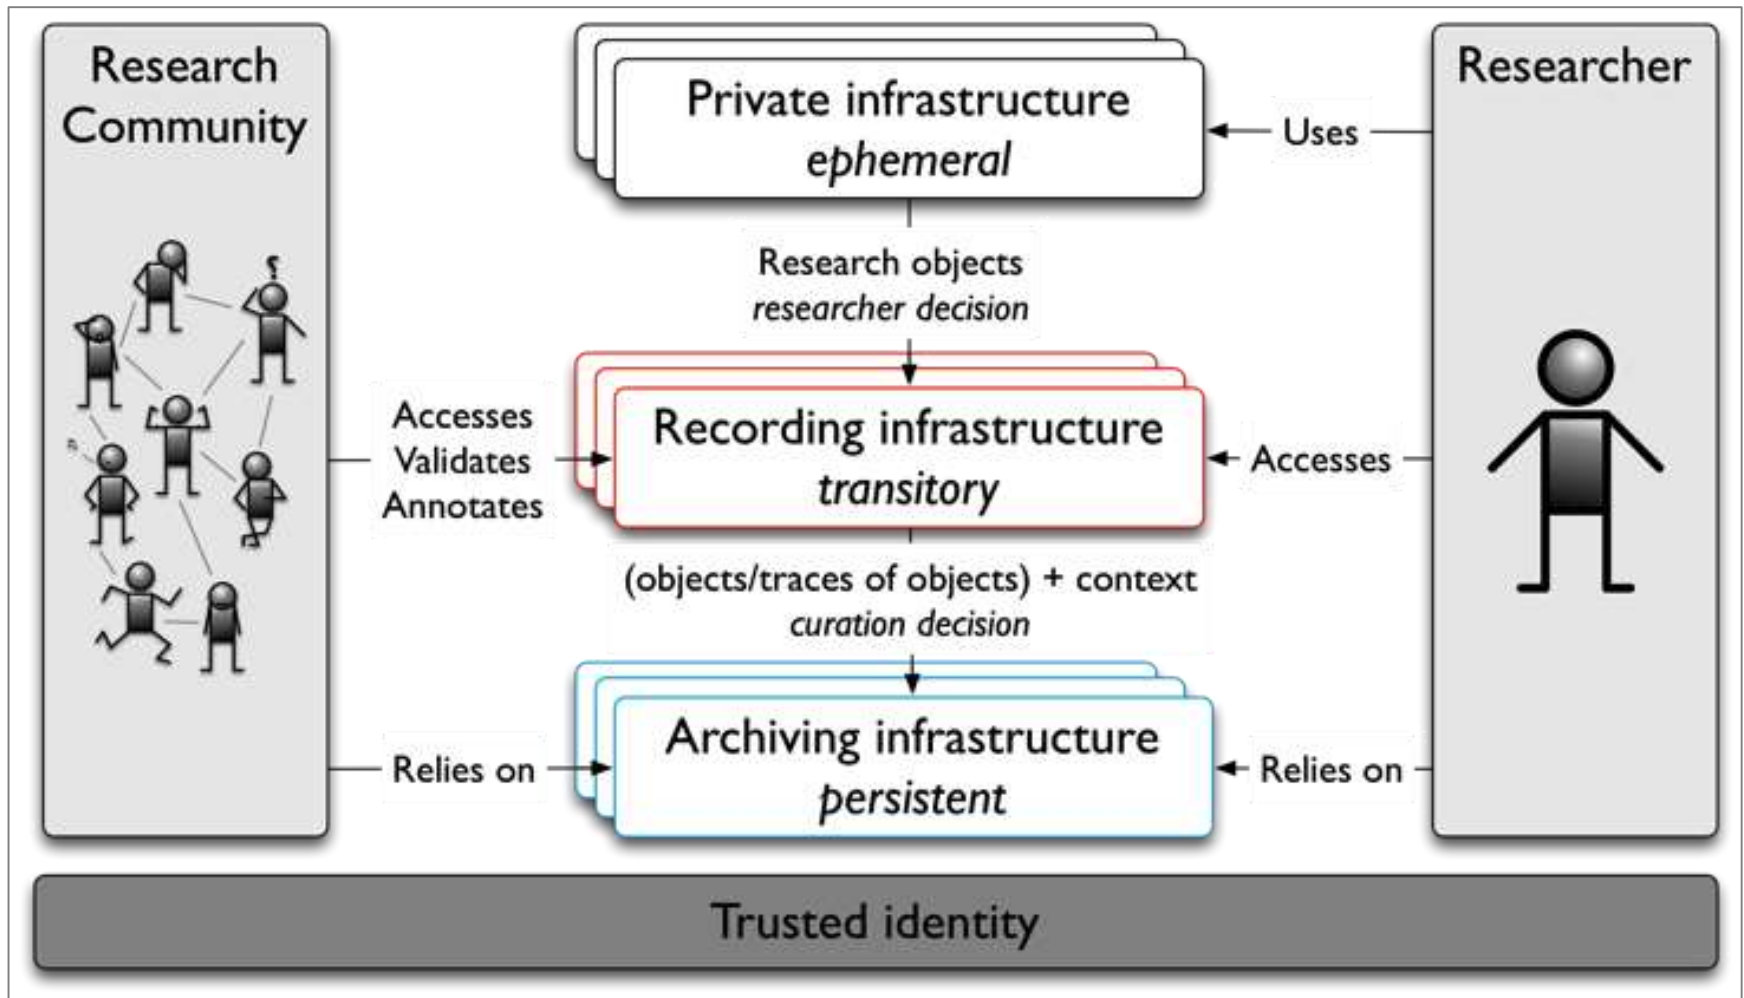 Research
Community
Private infrastructure
ephemeral
Researcher
Uses
Research objects
researcher decision
Accesses
Validates
Annotates
Recording infrastructure
transitory
Accesses
(objects/traces of objects) + context
curation decision
Relies on
Archiving infrastructure
persistent
Relies on
Trusted identity
?